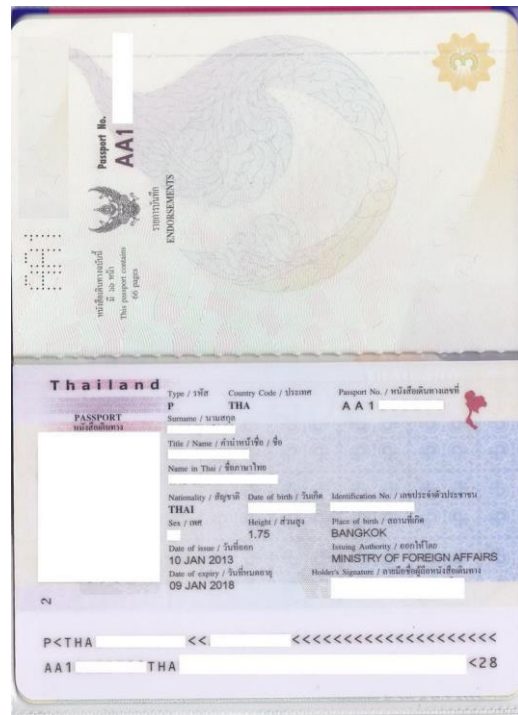 Passport No.
AA1
หนังสือเดินทางฉบับนี้
มี ๖๖ หน้า
This passport contains
66 pages
รายการบันทึก
ENDORSEMENTS
Thailand
PASSPORT
หนังสือเดินทาง
Type / รหัส Country Code / ประเทศ Passport No. / หนังสือเดินทางเลขที่
P THA AA1
Surname / นามสกุล
Title / Name / คำนำหน้าชื่อ / ชื่อ
Name in Thai / ชื่อภาษาไทย
Nationality / สัญชาติ Date of birth / วันเกิด Identification No. / เลขประจำตัวประชาชน
THAI
Sex / เพศ Height / ส่วนสูง Place of birth / สถานที่เกิด
1.75 BANGKOK
Date of issue / วันที่ออก Issuing Authority / ออกให้โดย
10 JAN 2013 MINISTRY OF FOREIGN AFFAIRS
Date of expiry / วันที่หมดอายุ Holder's Signature / ลายมือชื่อผู้ถือหนังสือเดินทาง
09 JAN 2018
2
P<THA <<, <<<<<<<<<<<<<<<<<<<<<
AA1 THA <28